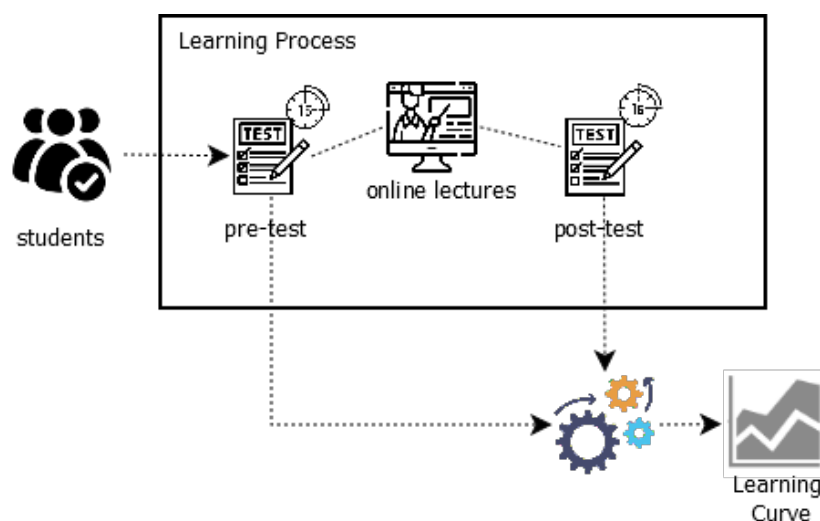 Learning Process
students
TEST
15
pre-test
online lectures
TEST
16
post-test
Learning
Curve